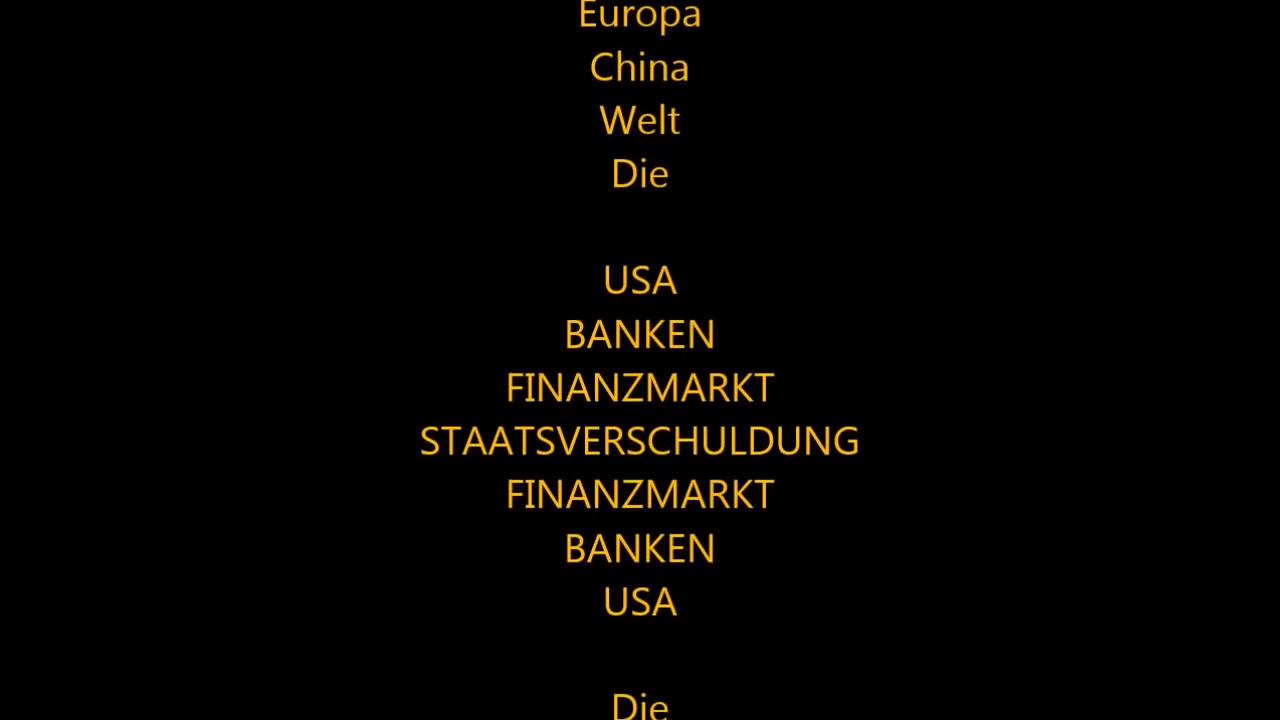 Europa
China
Welt
Die
USA
BANKEN
FINANZMARKT
STAATSVERSCHULDUNG
FINANZMARKT
BANKEN
USA
Die